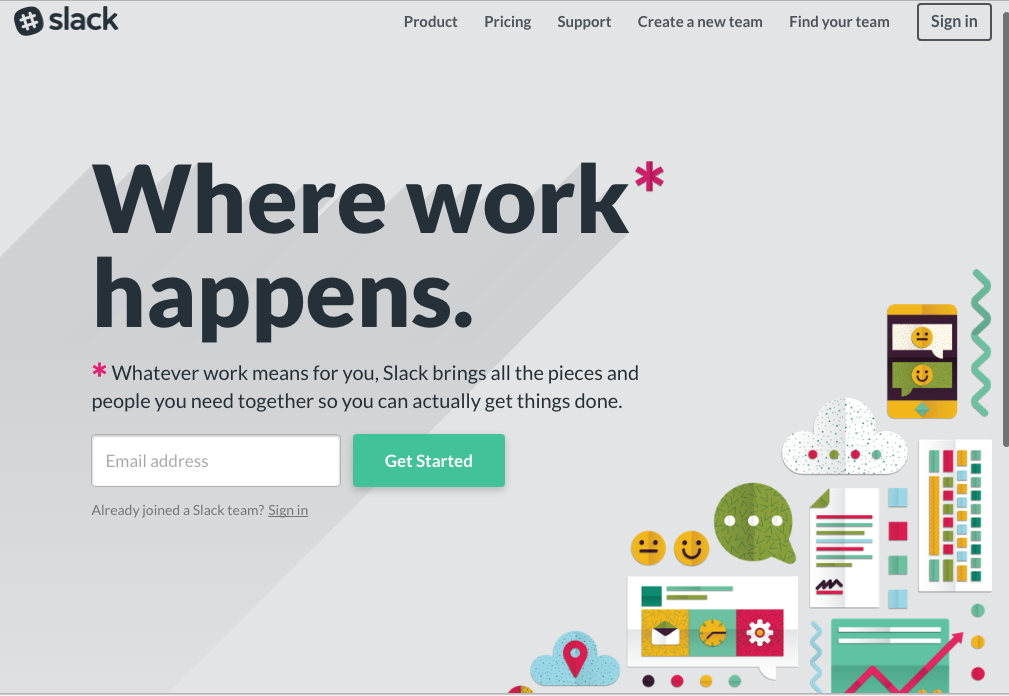 slack
Product Pricing Support Create a new team Find your team Sign in
Where work*
happens.
* Whatever work means for you, Slack brings all the pieces and
people you need together so you can actually get things done.
Email address Get Started
Already joined a Slack team? Sign in